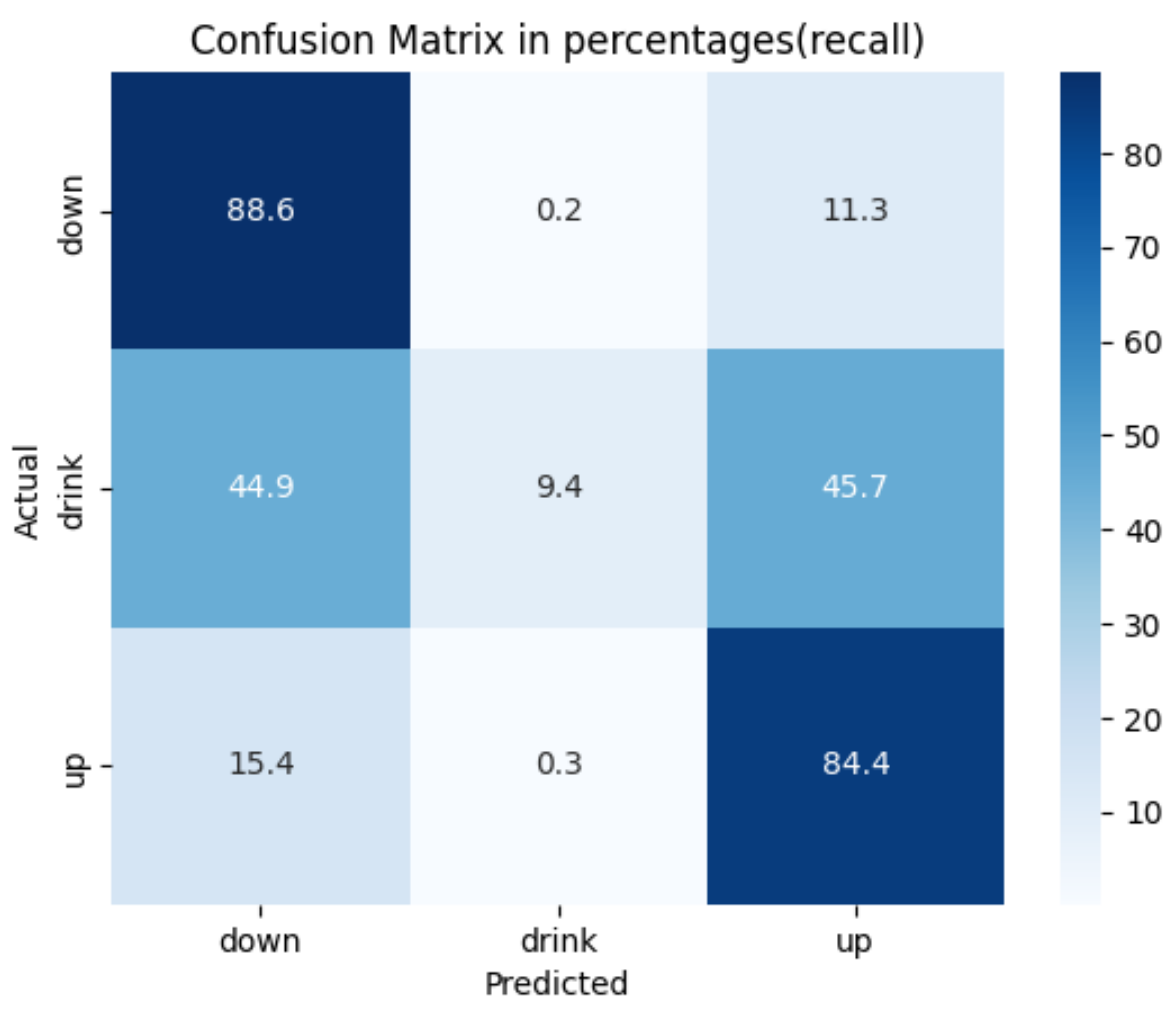 Confusion Matrix in percentages(recall)
down
88.6
0.2
11.3
Actual
drink
44.9
9.4
45.7
up
15.4
0.3
84.4
down
drink
up
Predicted
80
70
60
50
40
30
20
10